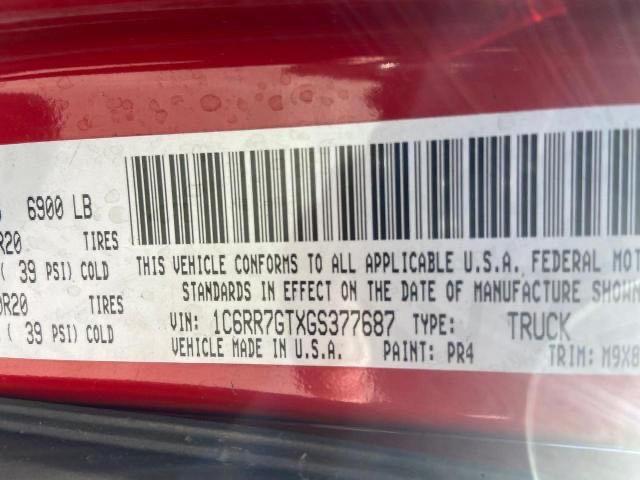 6900 LB
R20 TIRES
( 39 PSI) COLD
0R20 TIRES
( 39 PSI) COLD
THIS VEHICLE CONFORMS TO ALL APPLICABLE U.S.A. FEDERAL MOT
STANDARDS IN EFFECT ON THE DATE OF MANUFACTURE SHOWN
VIN: 1C6RR7GTXGS377687 TYPE: TRUCK
VEHICLE MADE IN U.S.A. PAINT: PR4 TRIM: M9X8